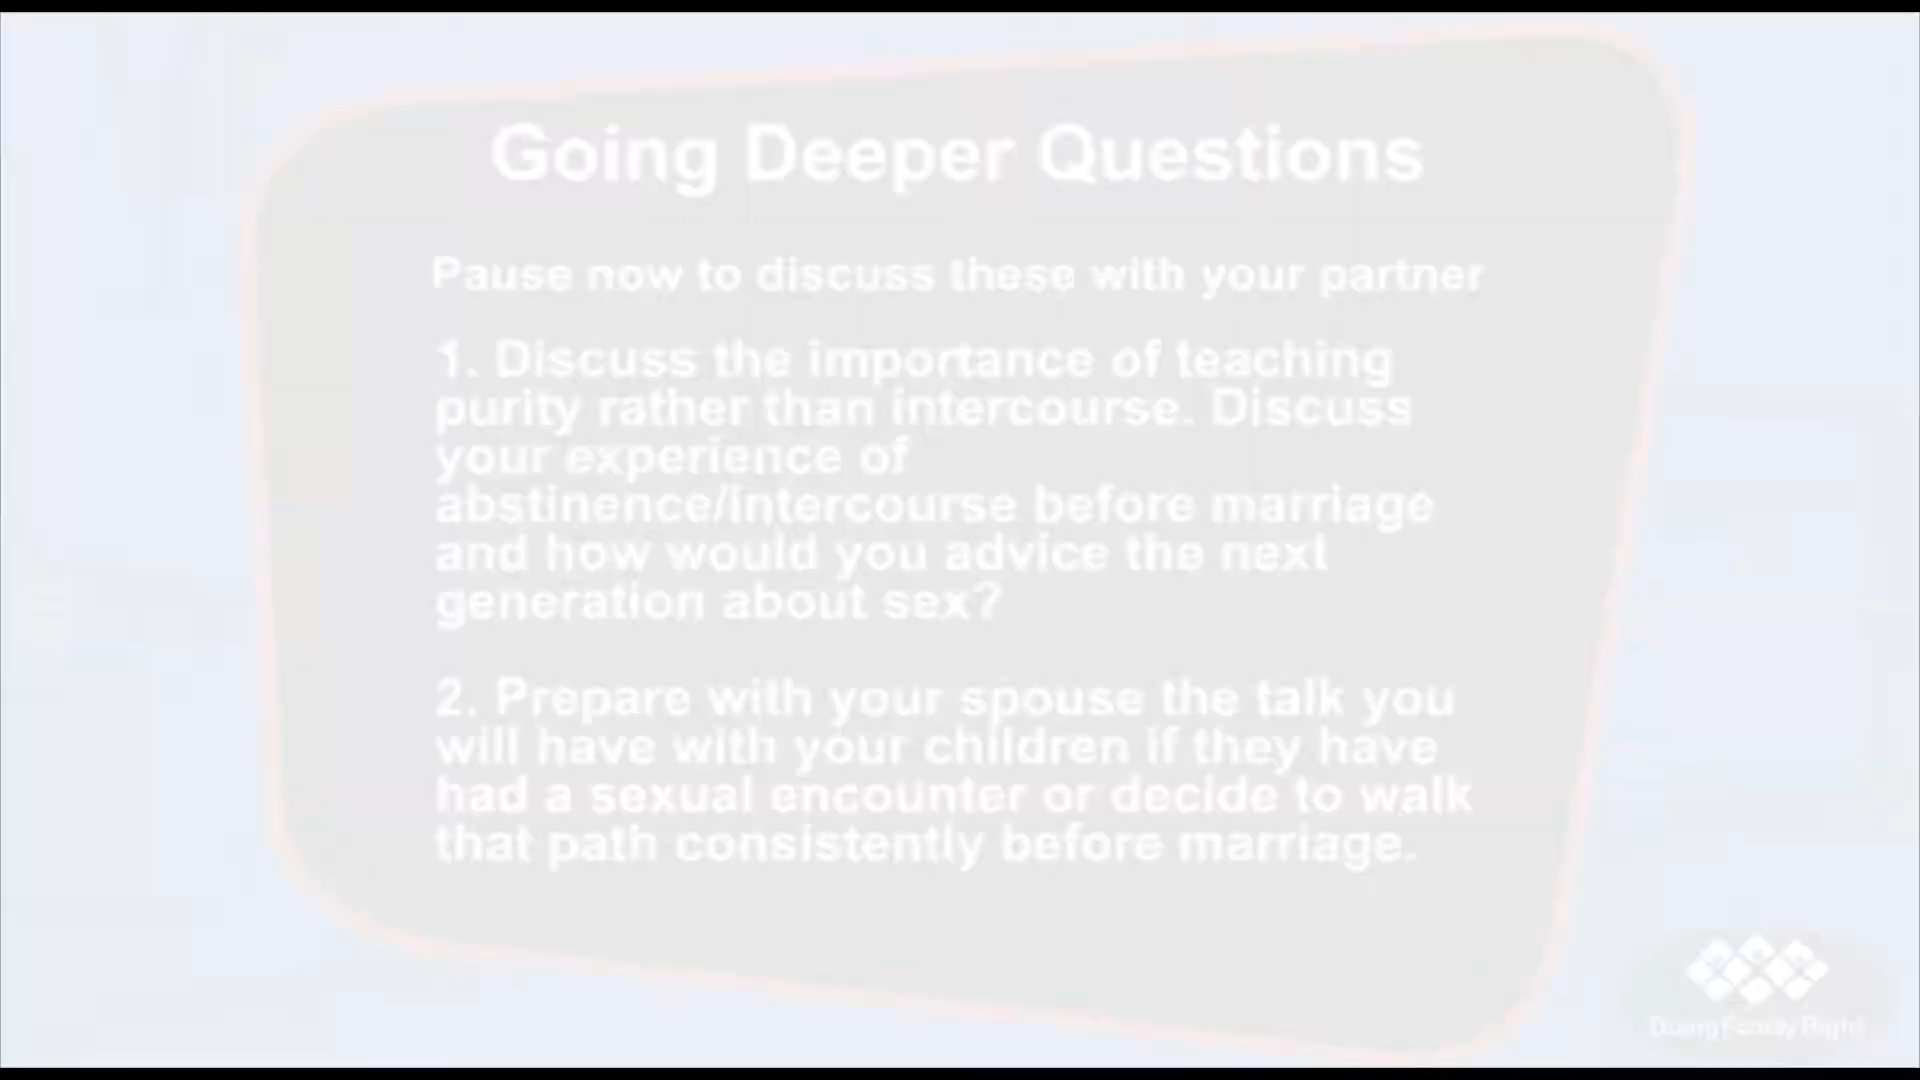 Going Deeper Questions
Pause now to discuss these with your partner
1. Discuss the importance of teaching
purity rather than intercourse. Discuss
your experience of
abstinence/intercourse before marriage
and how would you advice the next
generation about sex?
2. Prepare with your spouse the talk you
will have with your children if they have
had a sexual encounter or decide to walk
that path consistently before marriage.
Doing Family Right